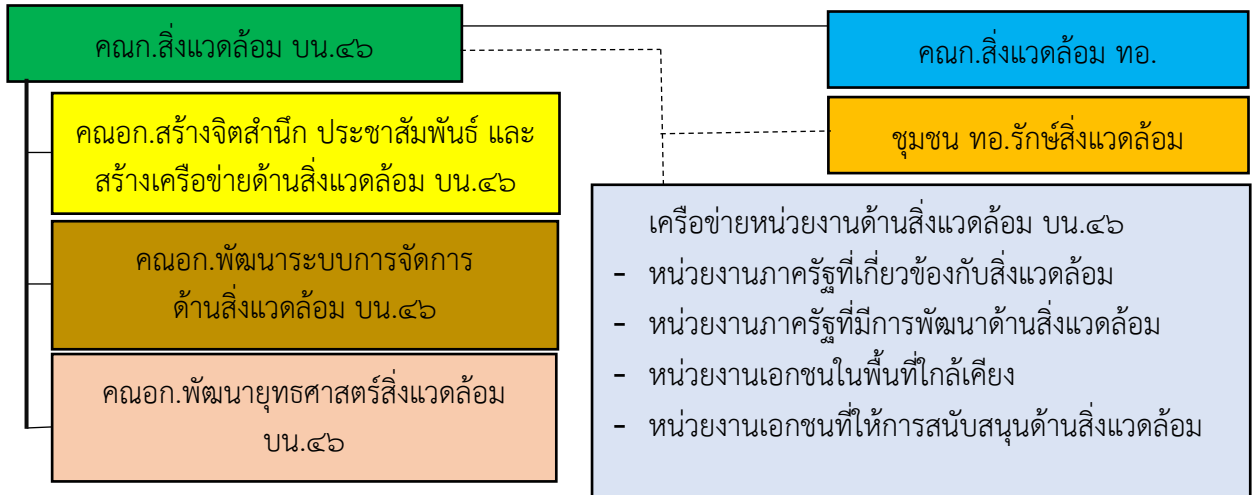 คณก.สิ่งแวดล้อม บน.๔๖
คณก.สิ่งแวดล้อม ทอ.
คณอก.สร้างจิตสำนึก ประชาสัมพันธ์ และ
สร้างเครือข่ายด้านสิ่งแวดล้อม บน.๔๖
ชุมชน ทอ.รักษ์สิ่งแวดล้อม
คณอก.พัฒนาระบบการจัดการ
ด้านสิ่งแวดล้อม บน.๔๖
คณอก.พัฒนายุทธศาสตร์สิ่งแวดล้อม
บน.๔๖
เครือข่ายหน่วยงานด้านสิ่งแวดล้อม บน.๔๖
- หน่วยงานภาครัฐที่เกี่ยวข้องกับสิ่งแวดล้อม
- หน่วยงานภาครัฐที่มีการพัฒนาด้านสิ่งแวดล้อม
- หน่วยงานเอกชนในพื้นที่ใกล้เคียง
- หน่วยงานเอกชนที่ให้การสนับสนุนด้านสิ่งแวดล้อม